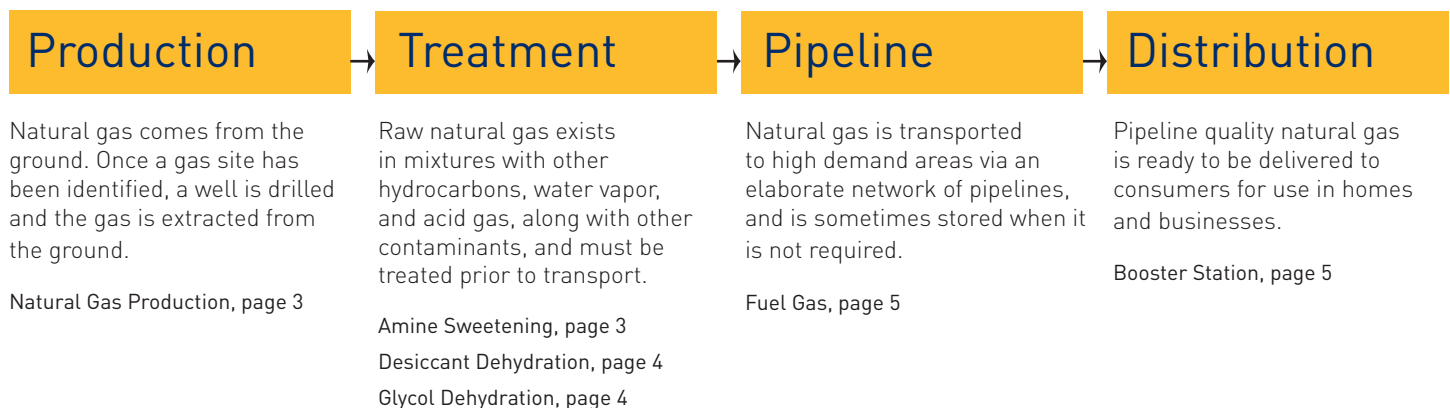 Production
Treatment
Pipeline
Distribution
Natural gas comes from the
ground. Once a gas site has
been identified, a well is drilled
and the gas is extracted from
the ground.
Natural Gas Production, page 3
Raw natural gas exists
in mixtures with other
hydrocarbons, water vapor,
and acid gas, along with other
contaminants, and must be
treated prior to transport.
Amine Sweetening, page 3
Desiccant Dehydration, page 4
Glycol Dehydration, page 4
Natural gas is transported
to high demand areas via an
elaborate network of pipelines,
and is sometimes stored when it
is not required.
Fuel Gas, page 5
Pipeline quality natural gas
is ready to be delivered to
consumers for use in homes
and businesses.
Booster Station, page 5